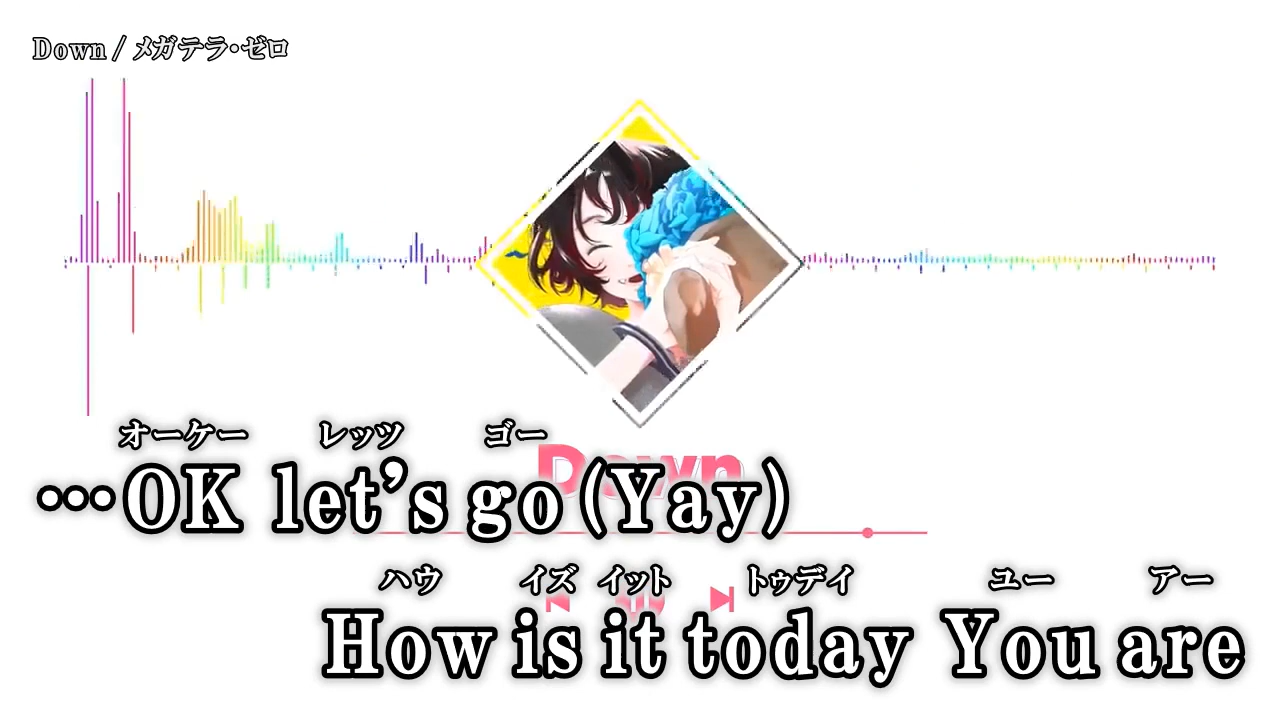 Down / メガテラ・ゼロ
Down
オーケー レッツ ゴー
…OK let's go (Yay)
ハウ イズ イット トゥデイ ユー アー
How is it today You are